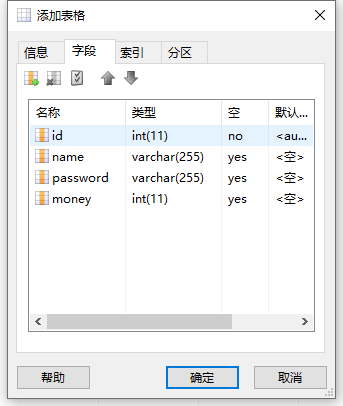 添加表格
信息 字段 索引 分区
名称 类型 空 默认...
id int(11) no <au...
name varchar(255) yes <空>
password varchar(255) yes <空>
money int(11) yes <空>
帮助 确定 取消